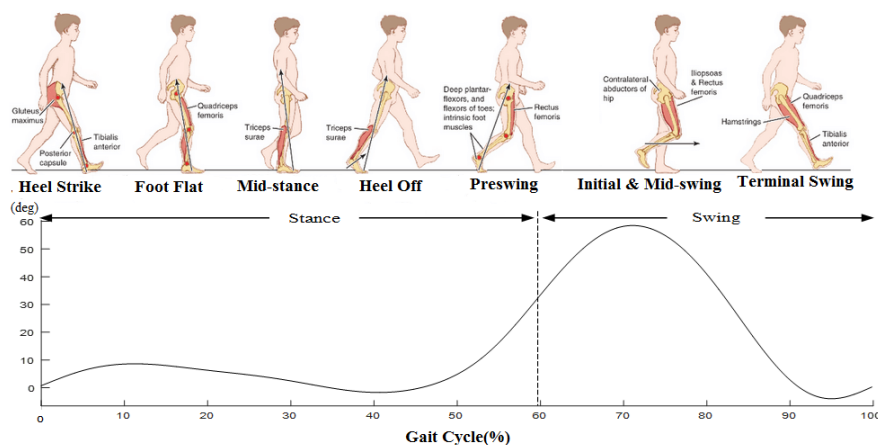 Gluteus
maximus
Posterior
capsule
Tibialis
anterior
Quadriceps
femoris
Triceps
surae
Triceps
surae
Deep plantar-
flexors, and
flexors of toes;
intrinsic foot
muscles
Rectus
femoris
Contralateral
abductors of
hip
Iliopsoas
& Rectus
femoris
Quadriceps
femoris
Hamstrings
Tibialis
anterior
Heel Strike
Foot Flat
Mid-stance
Heel Off
Preswing
Initial & Mid-swing
Terminal Swing
(deg)
Stance
Swing
60
50
40
30
20
10
0
0
10
20
30
40
50
60
70
80
90
100
Gait Cycle(%)